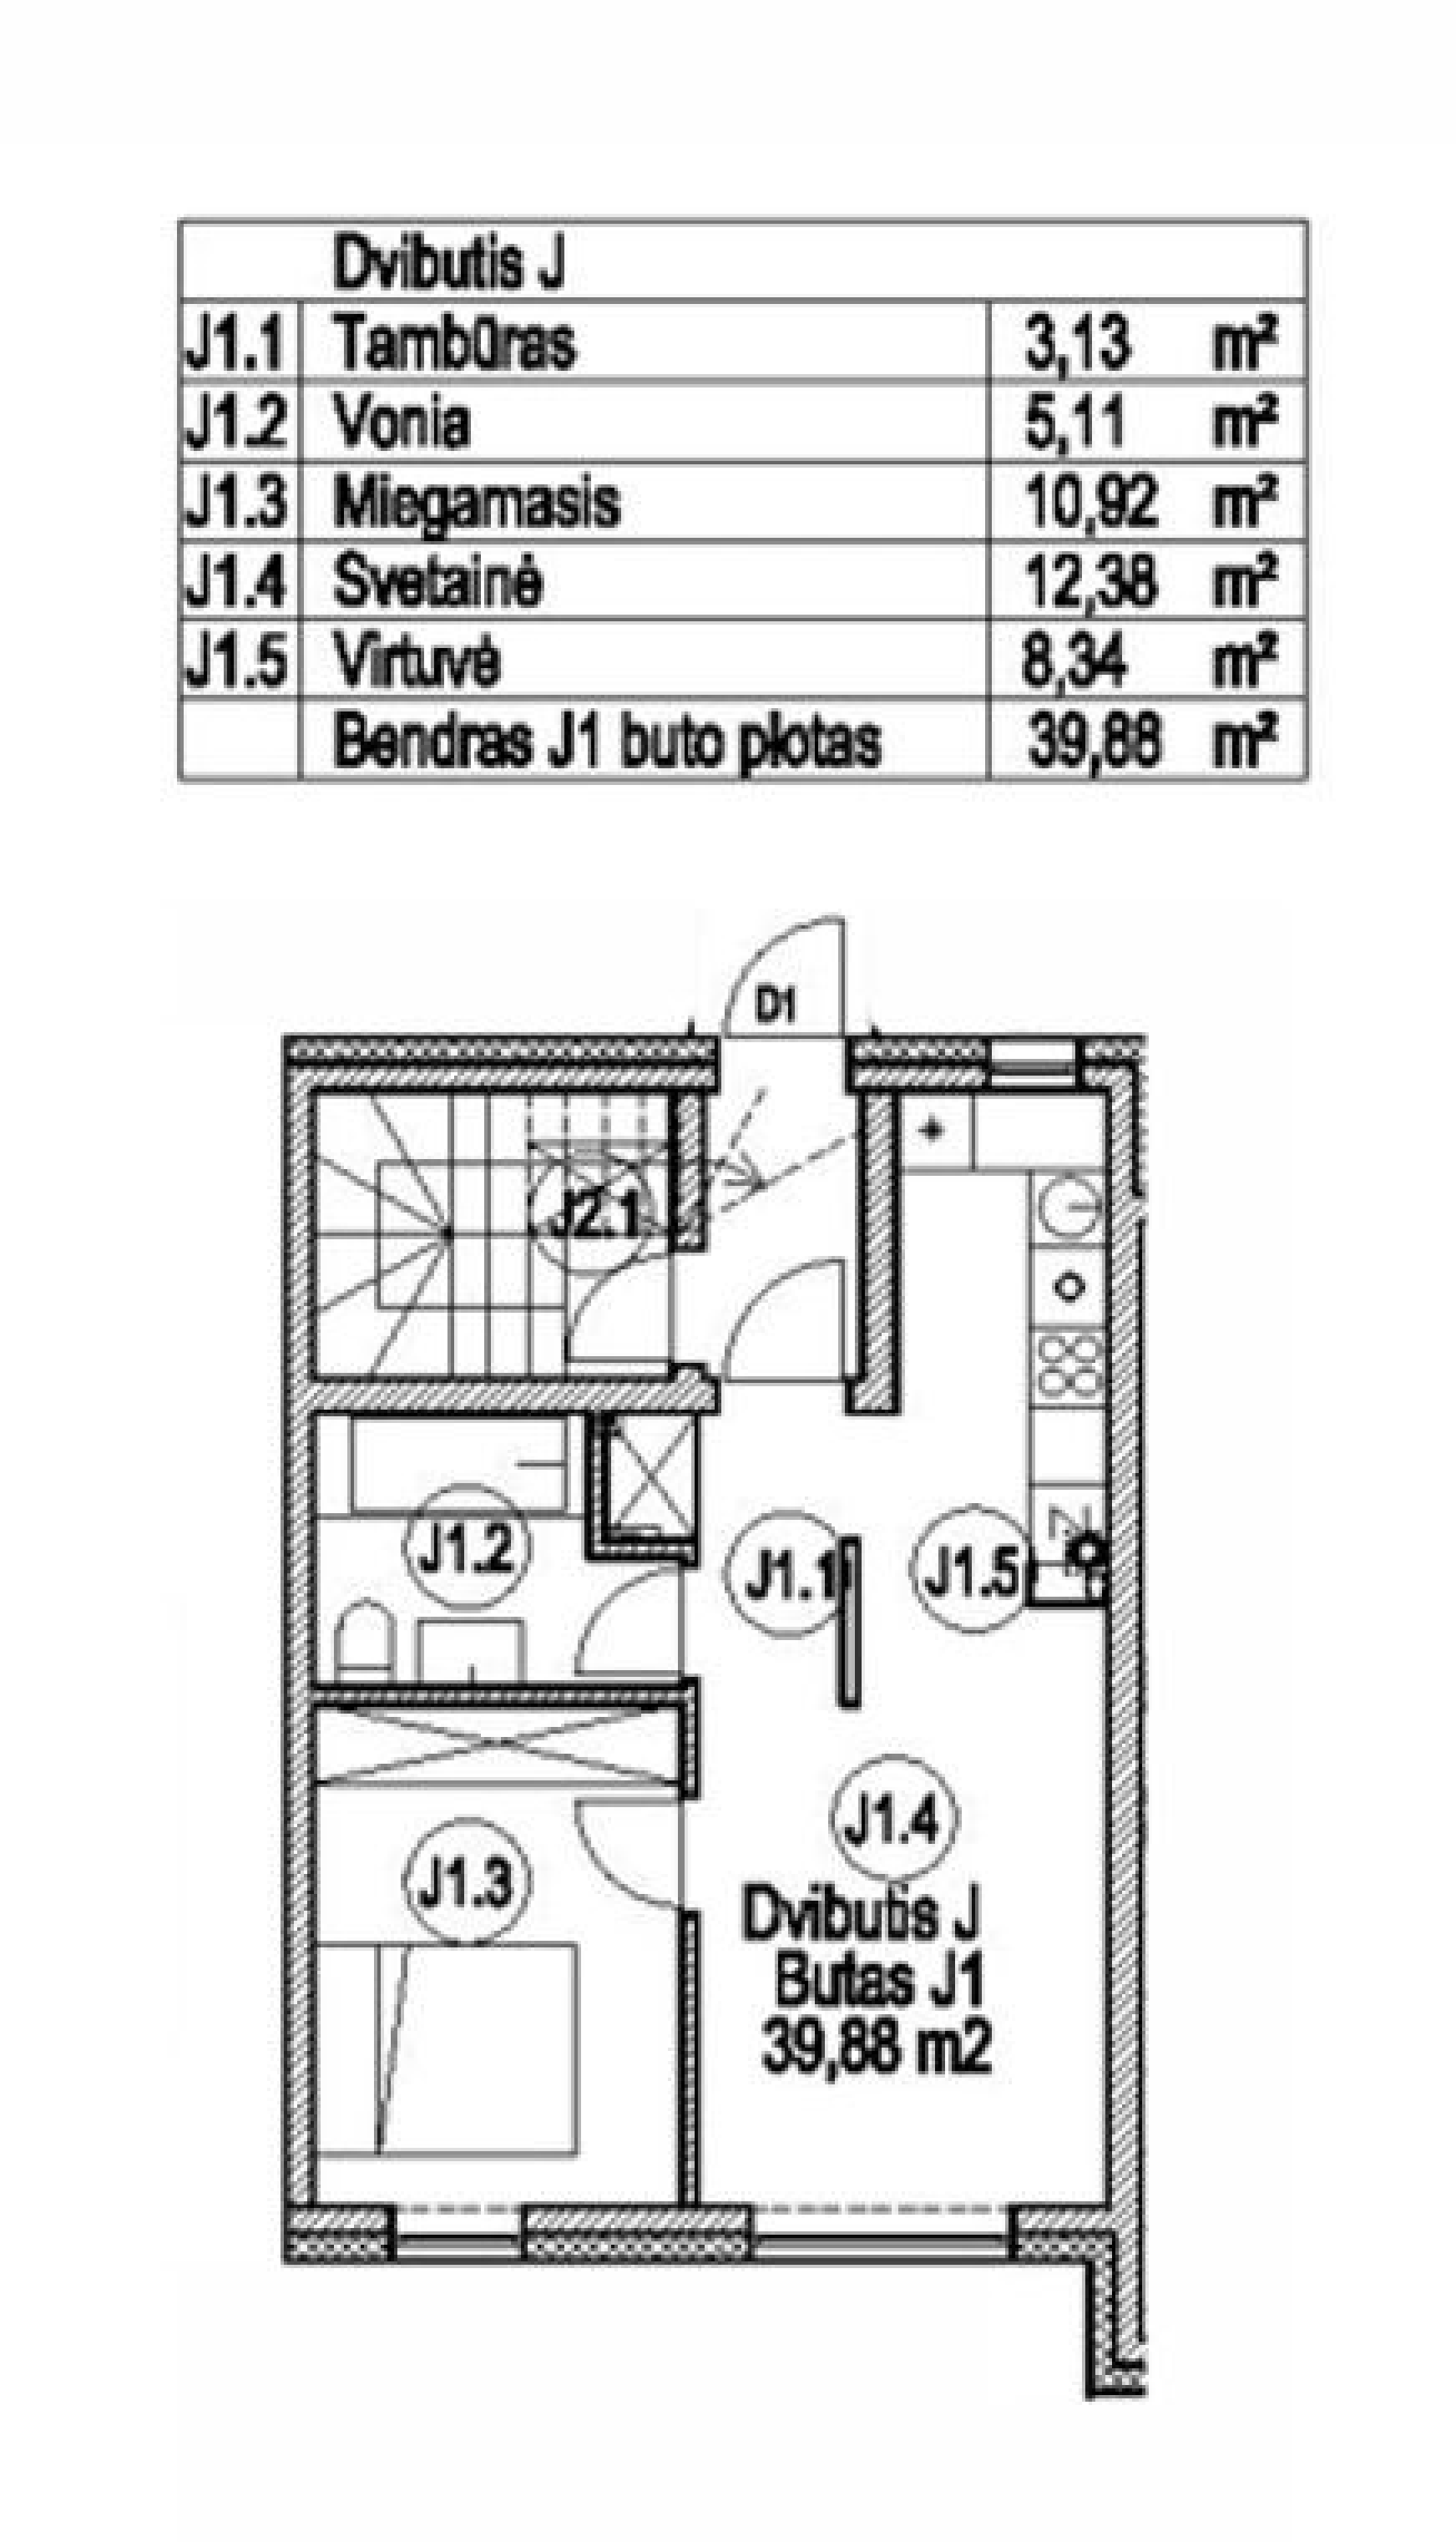 Dvibutis J
J1.1 Tambūras 3,13 m²
J1.2 Vonia 5,11 m²
J1.3 Miegamasis 10,92 m²
J1.4 Svetainė 12,38 m²
J1.5 Virtuvė 8,34 m²
Bendras J1 buto plotas 39,88 m²
D1
J2.1
J1.2
J1.1
J1.5
J1.4
J1.3
Dvibutis J
Butas J1
39,88 m2